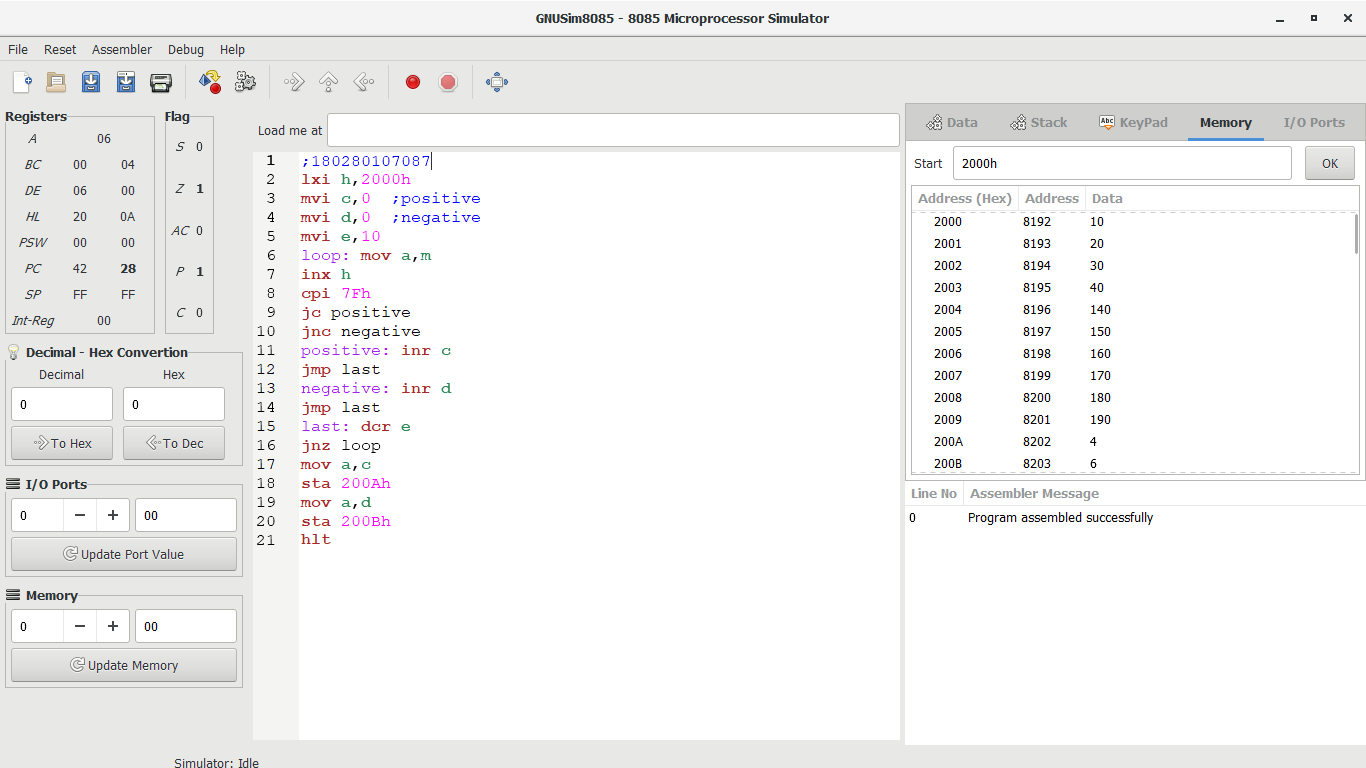 GNUSim8085 - 8085 Microprocessor Simulator
File Reset Assembler Debug Help
Registers
A 06
BC 00 04
DE 06 00
HL 20 0A
PSW 00 00
PC 42 28
SP FF FF
Int-Reg 00
Flag
S 0
Z 1
AC 0
P 1
C 0
Decimal - Hex Convertion
Decimal Hex
0 0
To Hex To Dec
I/O Ports
0 − + 00
Update Port Value
Memory
0 − + 00
Update Memory
Load me at
1 ;180280107087
2 lxi h,2000h
3 mvi c,0 ;positive
4 mvi d,0 ;negative
5 mvi e,10
6 loop: mov a,m
7 inx h
8 cpi 7Fh
9 jc positive
10 jnc negative
11 positive: inr c
12 jmp last
13 negative: inr d
14 jmp last
15 last: dcr e
16 jnz loop
17 mov a,c
18 sta 200Ah
19 mov a,d
20 sta 200Bh
21 hlt
Data Stack Abc KeyPad Memory I/O Ports
Start 2000h OK
Address (Hex) Address Data
2000 8192 10
2001 8193 20
2002 8194 30
2003 8195 40
2004 8196 140
2005 8197 150
2006 8198 160
2007 8199 170
2008 8200 180
2009 8201 190
200A 8202 4
200B 8203 6
Line No Assembler Message
0 Program assembled successfully
Simulator: Idle